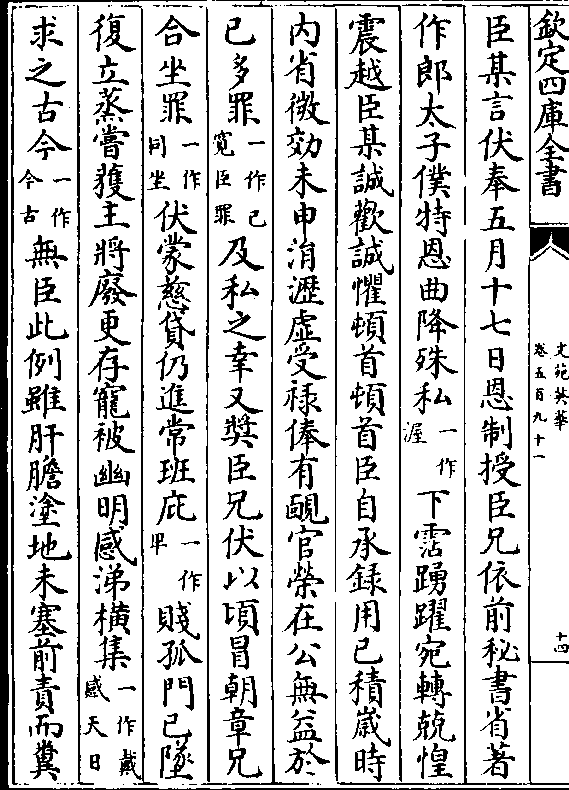 欽定四庫全書
文苑英華
卷五百九十一
十四
臣某言伏奉五月十七日恩制授臣兄依前秘書省著
作郎太子僕特恩曲降殊私一作渥下霑踴躍宛轉兢惶
震越臣某誠歡誠懼頓首頓首臣自承録用已積嵗時
内省微効未申涓瀝虛受禄俸有靦官榮在公無益於
已多罪一作已寛臣罪及私之幸又獎臣兄伏以頃冒朝章兄
合坐罪一作同坐伏蒙慈貸仍進常班庇一作畀賤孤門已墜
復立蒸嘗獲主將廢更存寵被幽明感涕横集一作戴感天日
求之古今一作今古無臣此例雖肝膽塗地未塞前責而冀